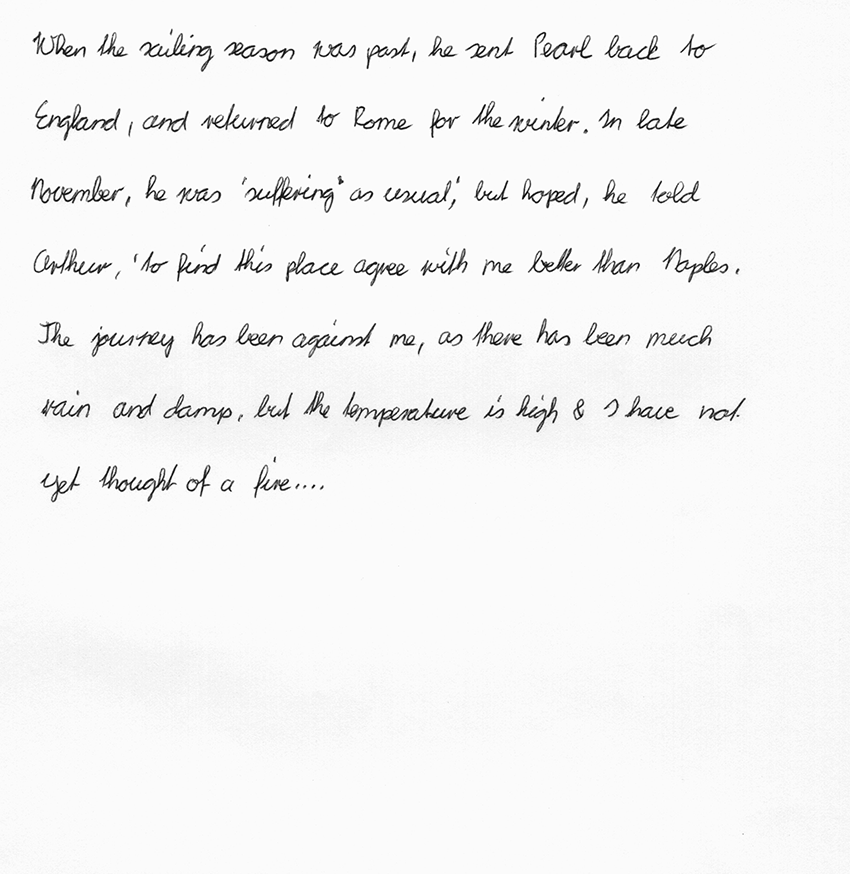 When the sailing season was past, he sent Pearl back to
England, and returned to Rome for the winter. In late
November, he was 'suffering' as usual,' but hoped, he told
Arthur, 'to find this place agree with me better than Naples.
The journey has been against me, as there has been much
rain and damp, but the temperature is high & I have not
yet thought of a fire....